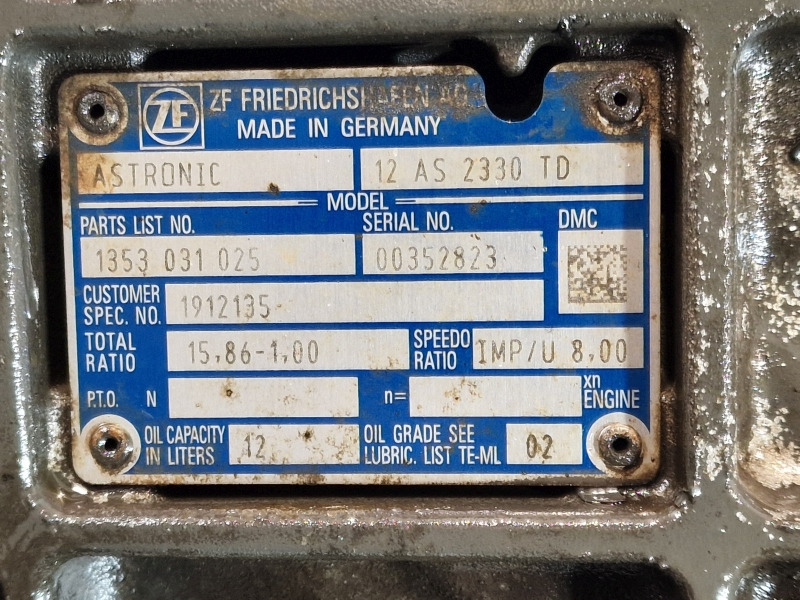 ZF ZF FRIEDRICHSHAFEN AG
MADE IN GERMANY
ASTRONIC 12 AS 2330 TD
MODEL
PARTS LiST NO. SERIAL NO. DMC
1353 031 025 00352823
CUSTOMER
SPEC. NO. 1912135
TOTAL
RATIO 15,86-1,00 SPEEDO
RATIO IMP/U 8,00
P.T.O. N n= xn
ENGINE
OIL CAPACITY
IN LITERS 12 OIL GRADE SEE
LUBRIC. LIST TE-ML 02